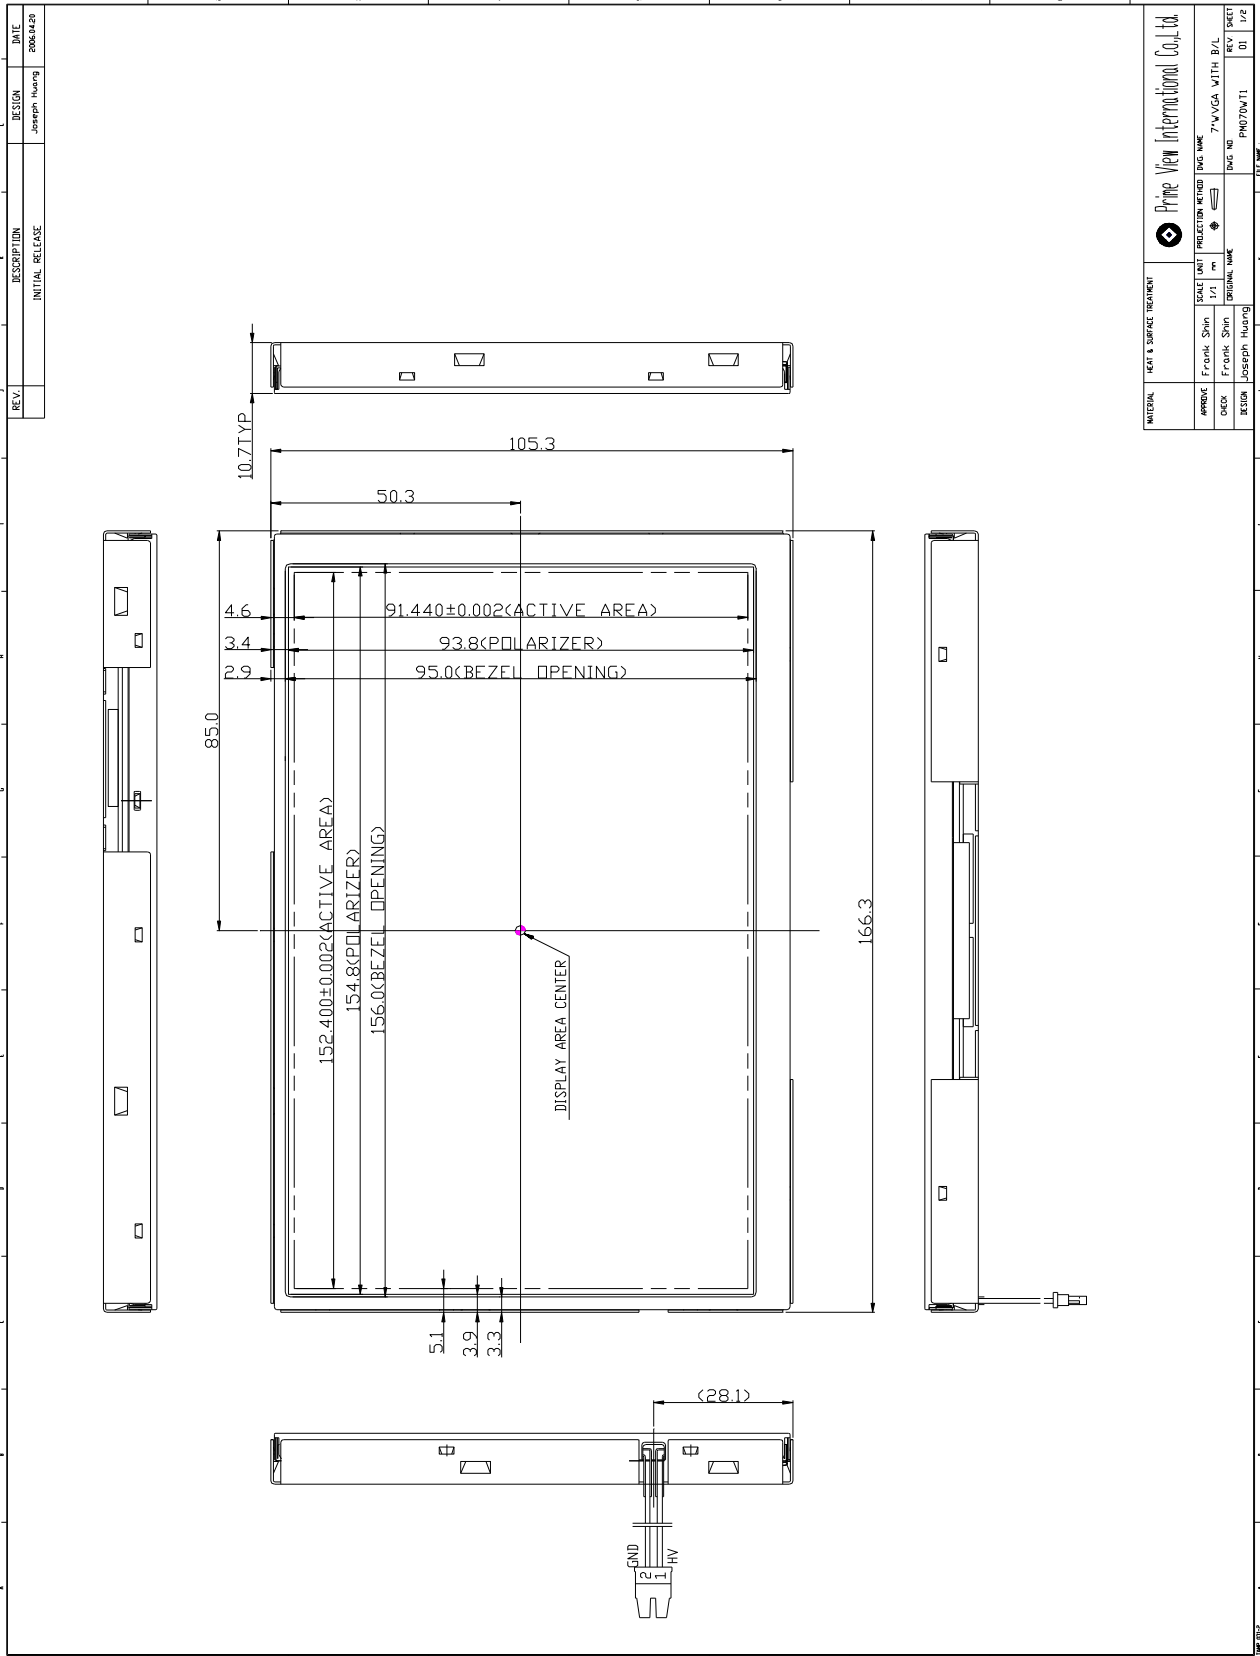 REV. DESCRIPTION DESIGN DATE
INITIAL RELEASE Joseph Huang 2006.04.20
10.7TYP
105.3
50.3
4.6
91.440±0.002(ACTIVE AREA)
3.4
93.8(POLARIZER)
2.9
95.0(BEZEL OPENING)
85.0
152.400±0.002(ACTIVE AREA)
154.8(POLARIZER)
156.0(BEZEL OPENING)
166.3
DISPLAY AREA CENTER
5.1
3.9
3.3
(28.1)
GND
HV
2
1
MATERIAL
HEAT & SURFACE TREATMENT
Prime View International Co.,Ltd.
APPROVE Frank Shin
CHECK Frank Shin
DESIGN Joseph Huang
SCALE 1/1
UNIT
PROJECTION METHOD
DWG. NAME
7"WVGA WITH B/L
ORIGINAL NAME
DWG. NO.
PM070WT1
REV. 01
SHEET 1/2
FILE NAME :